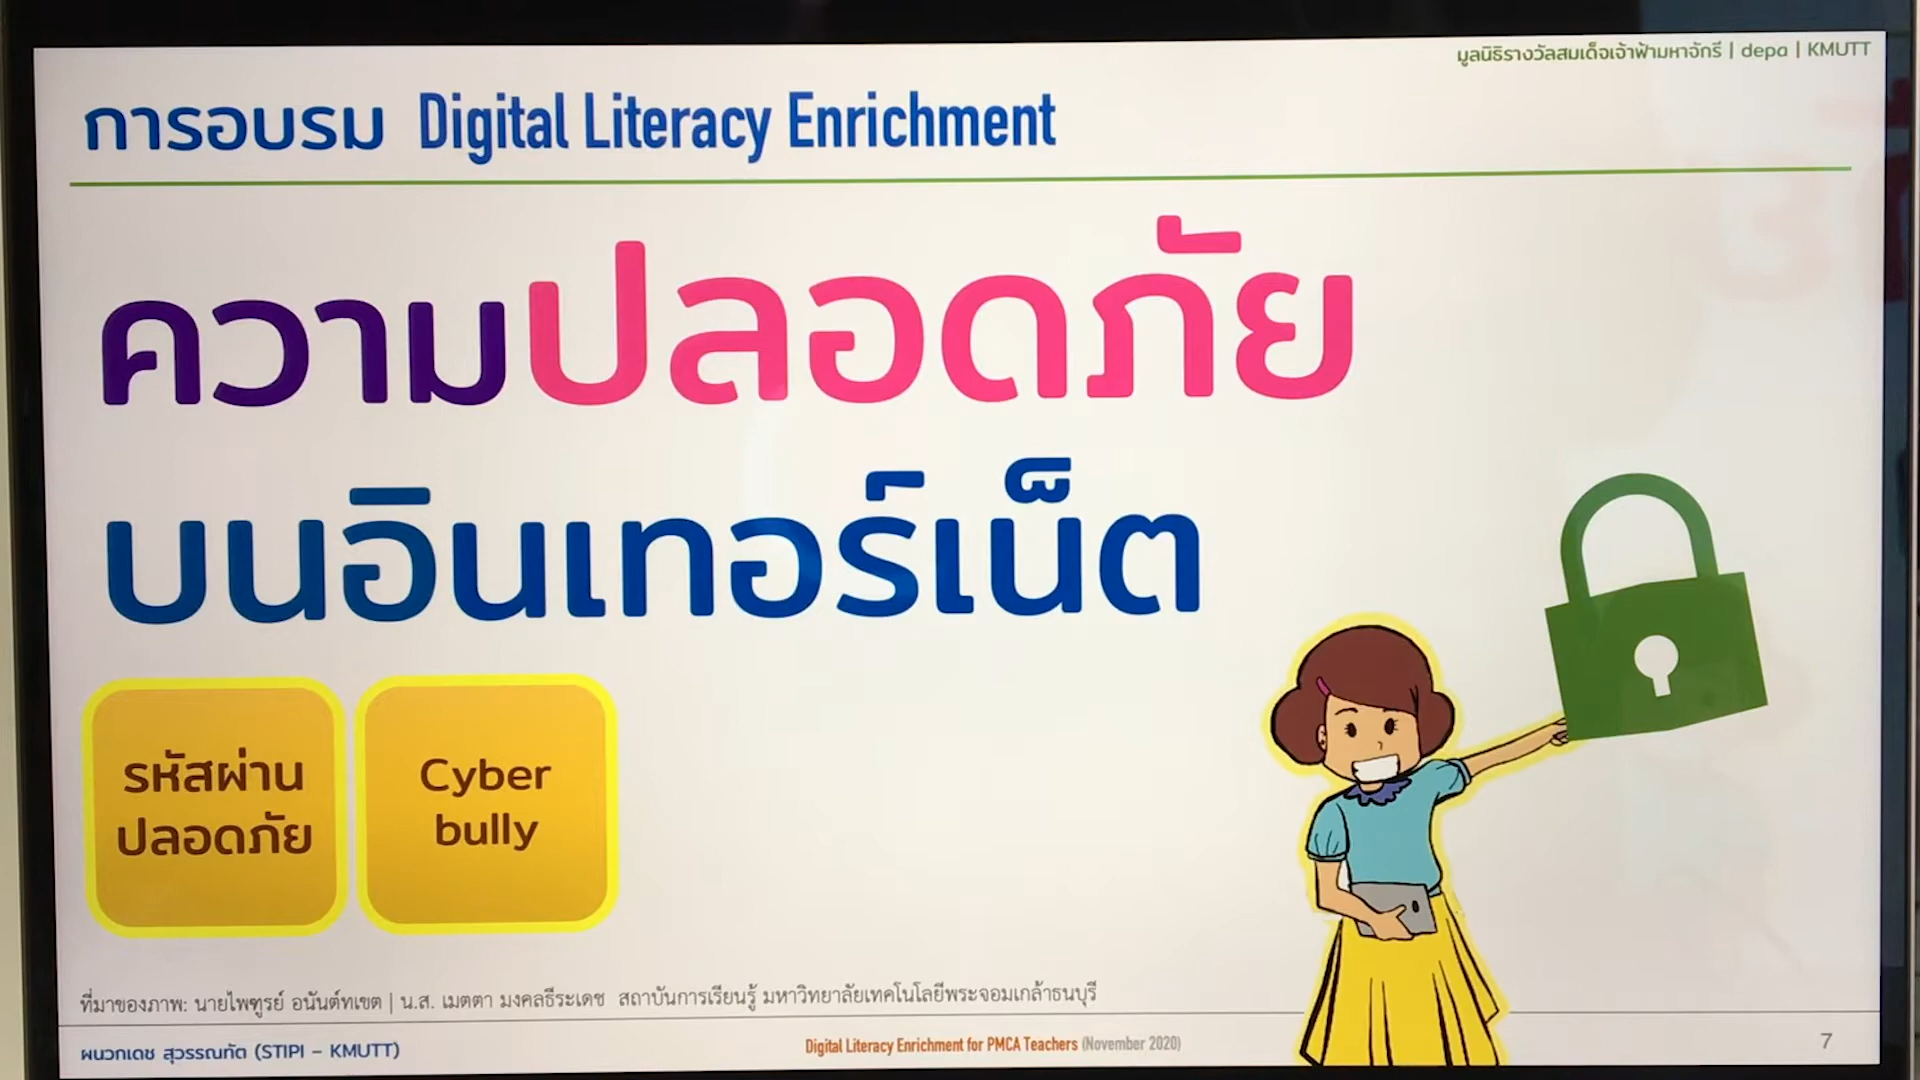 มูลนิธิรางวัลสมเด็จเจ้าฟ้ามหาจักรี | depa | KMUTT
การอบรม Digital Literacy Enrichment
ความปลอดภัย
บนอินเทอร์เน็ต
รหัสผ่าน
ปลอดภัย
Cyber
bully
ที่มาของภาพ: นายไพฑูรย์ อนันต์ทเขต | น.ส. เมตตา มงคลธีระเดช สถาบันการเรียนรู้ มหาวิทยาลัยเทคโนโลยีพระจอมเกล้าธนบุรี
ผนวกเดช สุวรรณทัต (STIPI – KMUTT)
Digital Literacy Enrichment for PMCA Teachers (November 2020)
7